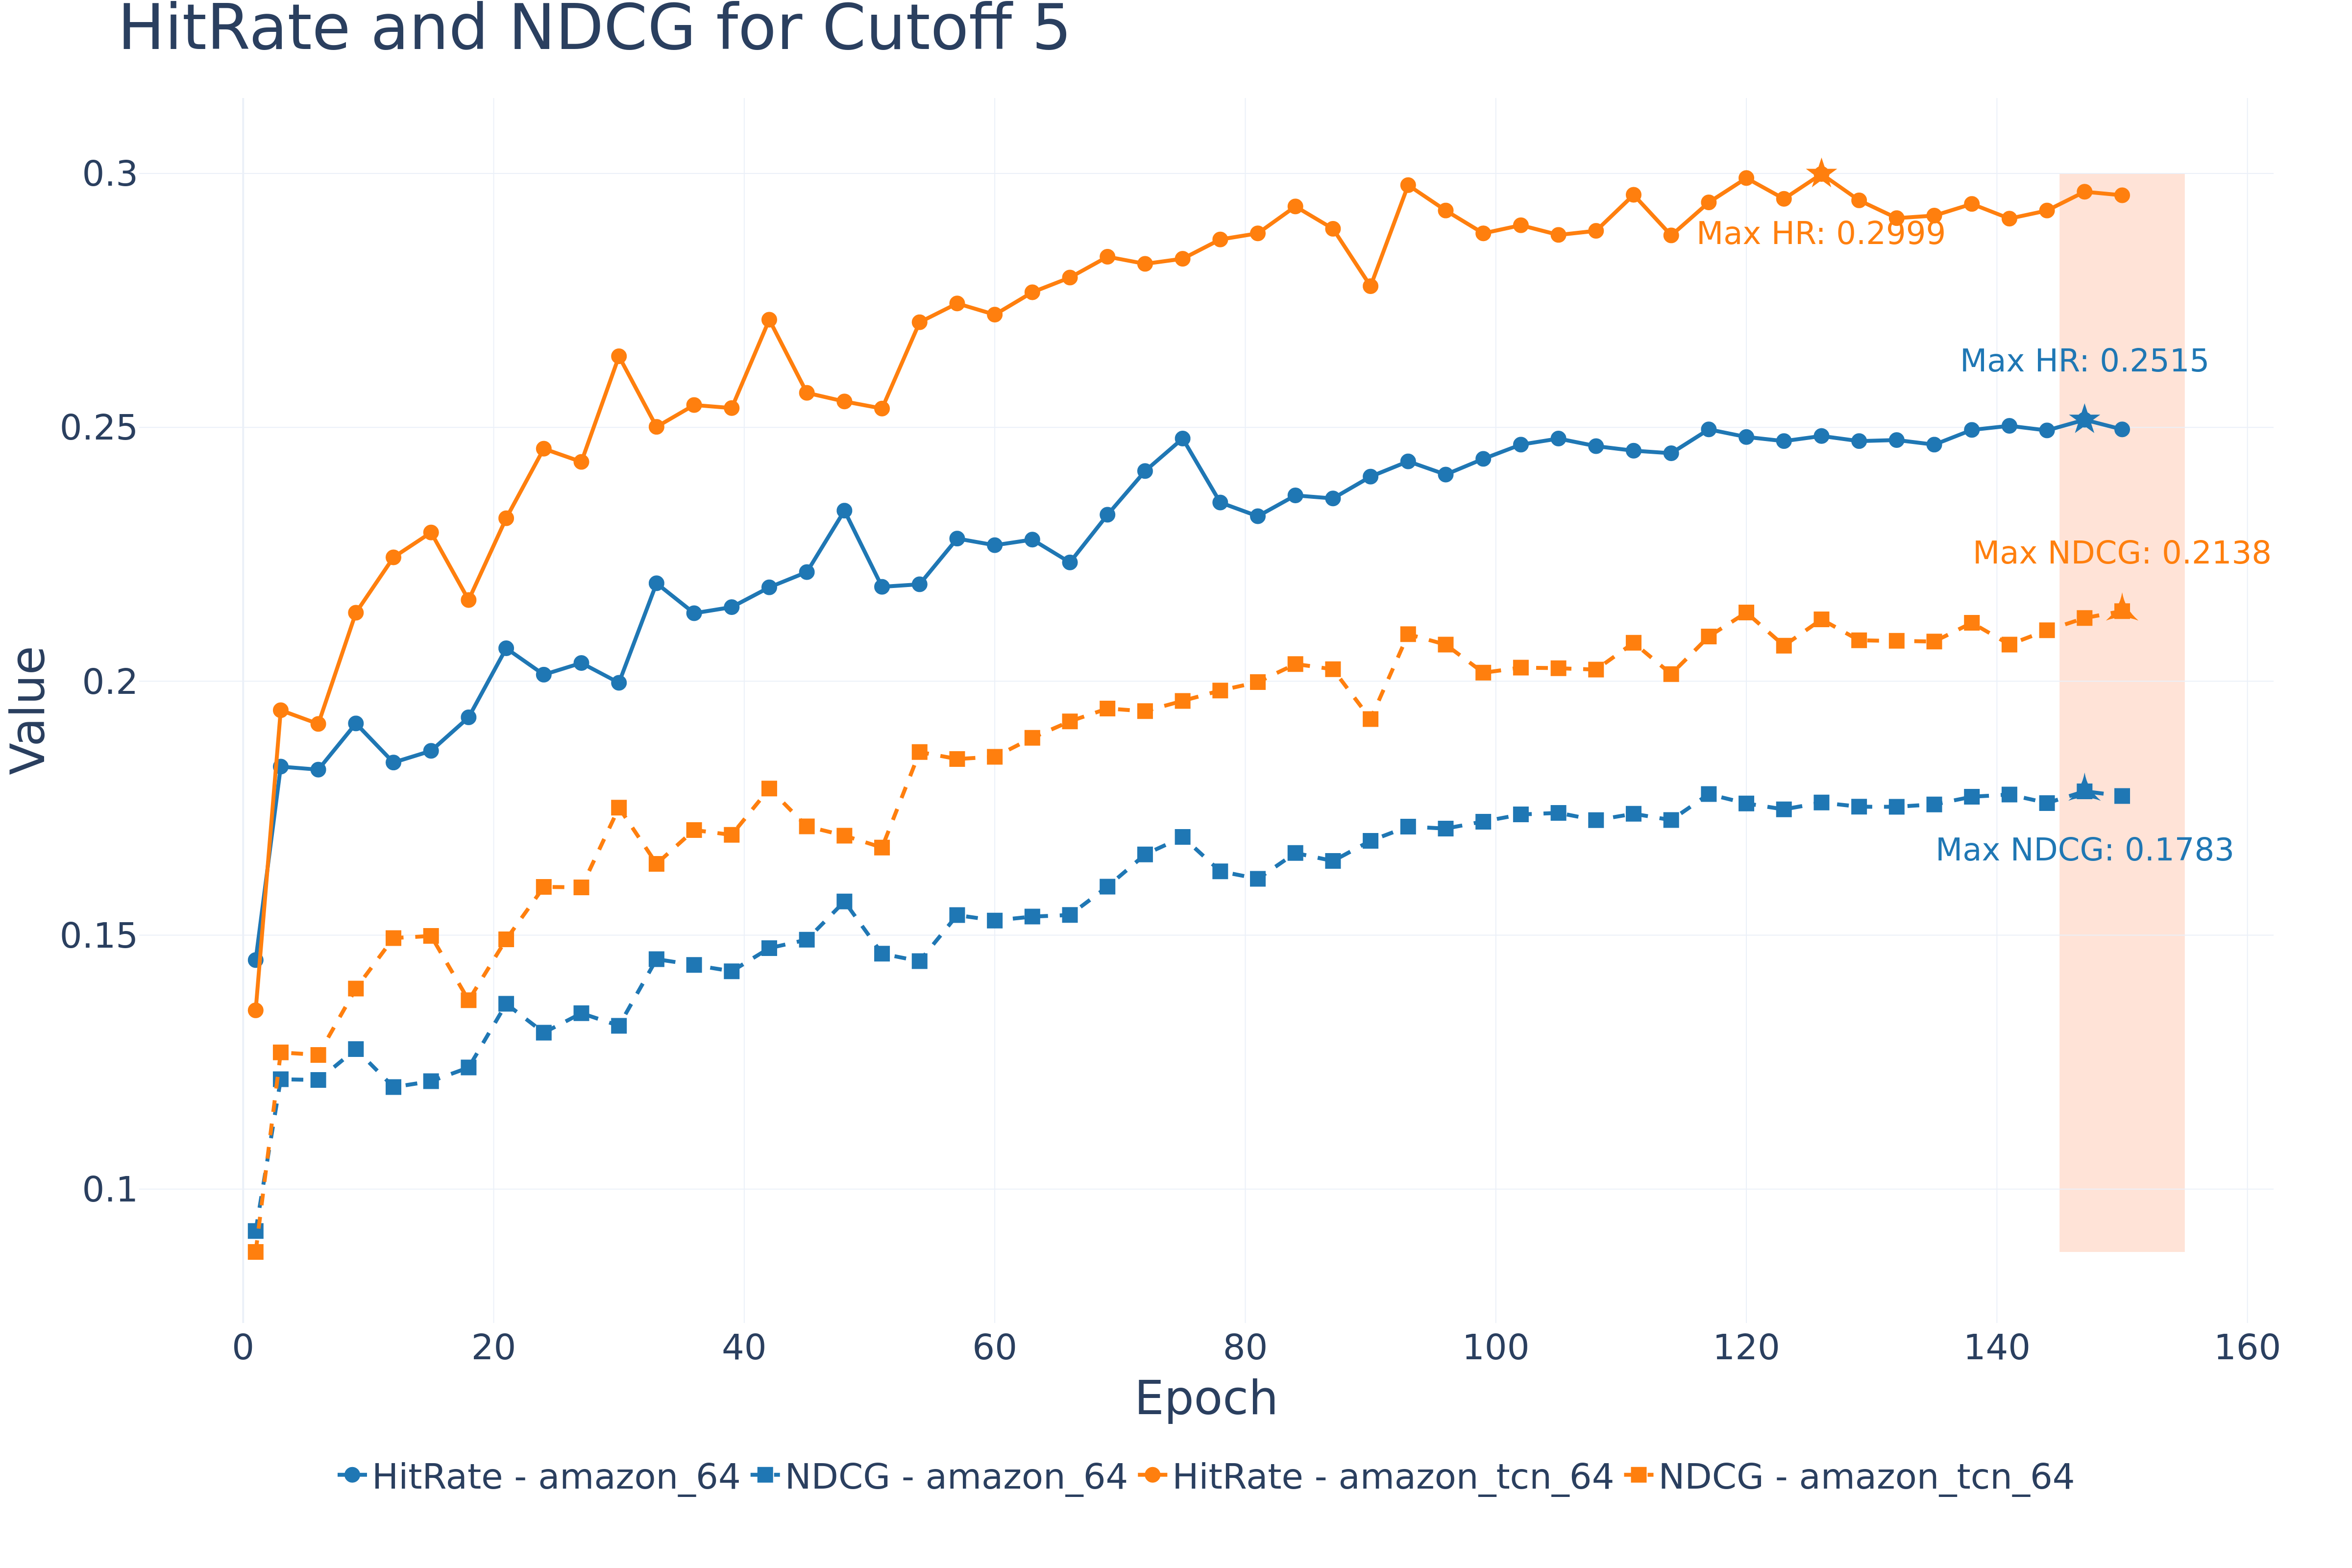 HitRate and NDCG for Cutoff 5
0.3
0.25
0.2
0.15
0.1
Value
Max HR: 0.2999
Max HR: 0.2515
Max NDCG: 0.2138
Max NDCG: 0.1783
0 20 40 60 80 100 120 140 160
Epoch
HitRate - amazon_64 NDCG - amazon_64 HitRate - amazon_tcn_64 NDCG - amazon_tcn_64